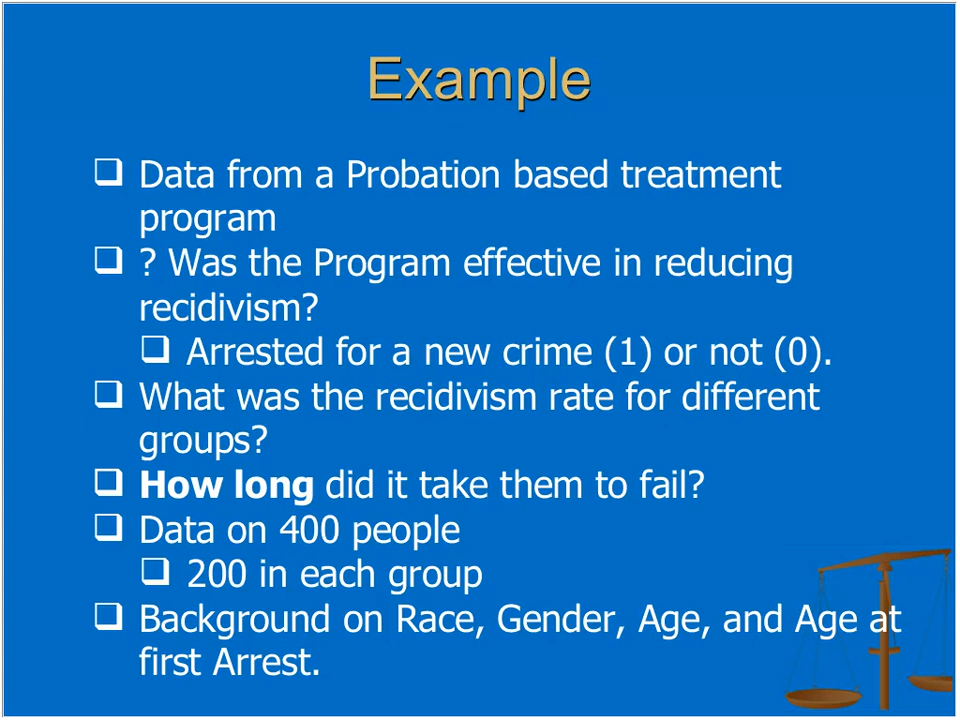 Example
Data from a Probation based treatment
program
? Was the Program effective in reducing
recidivism?
Arrested for a new crime (1) or not (0).
What was the recidivism rate for different
groups?
How long did it take them to fail?
Data on 400 people
200 in each group
Background on Race, Gender, Age, and Age at
first Arrest.